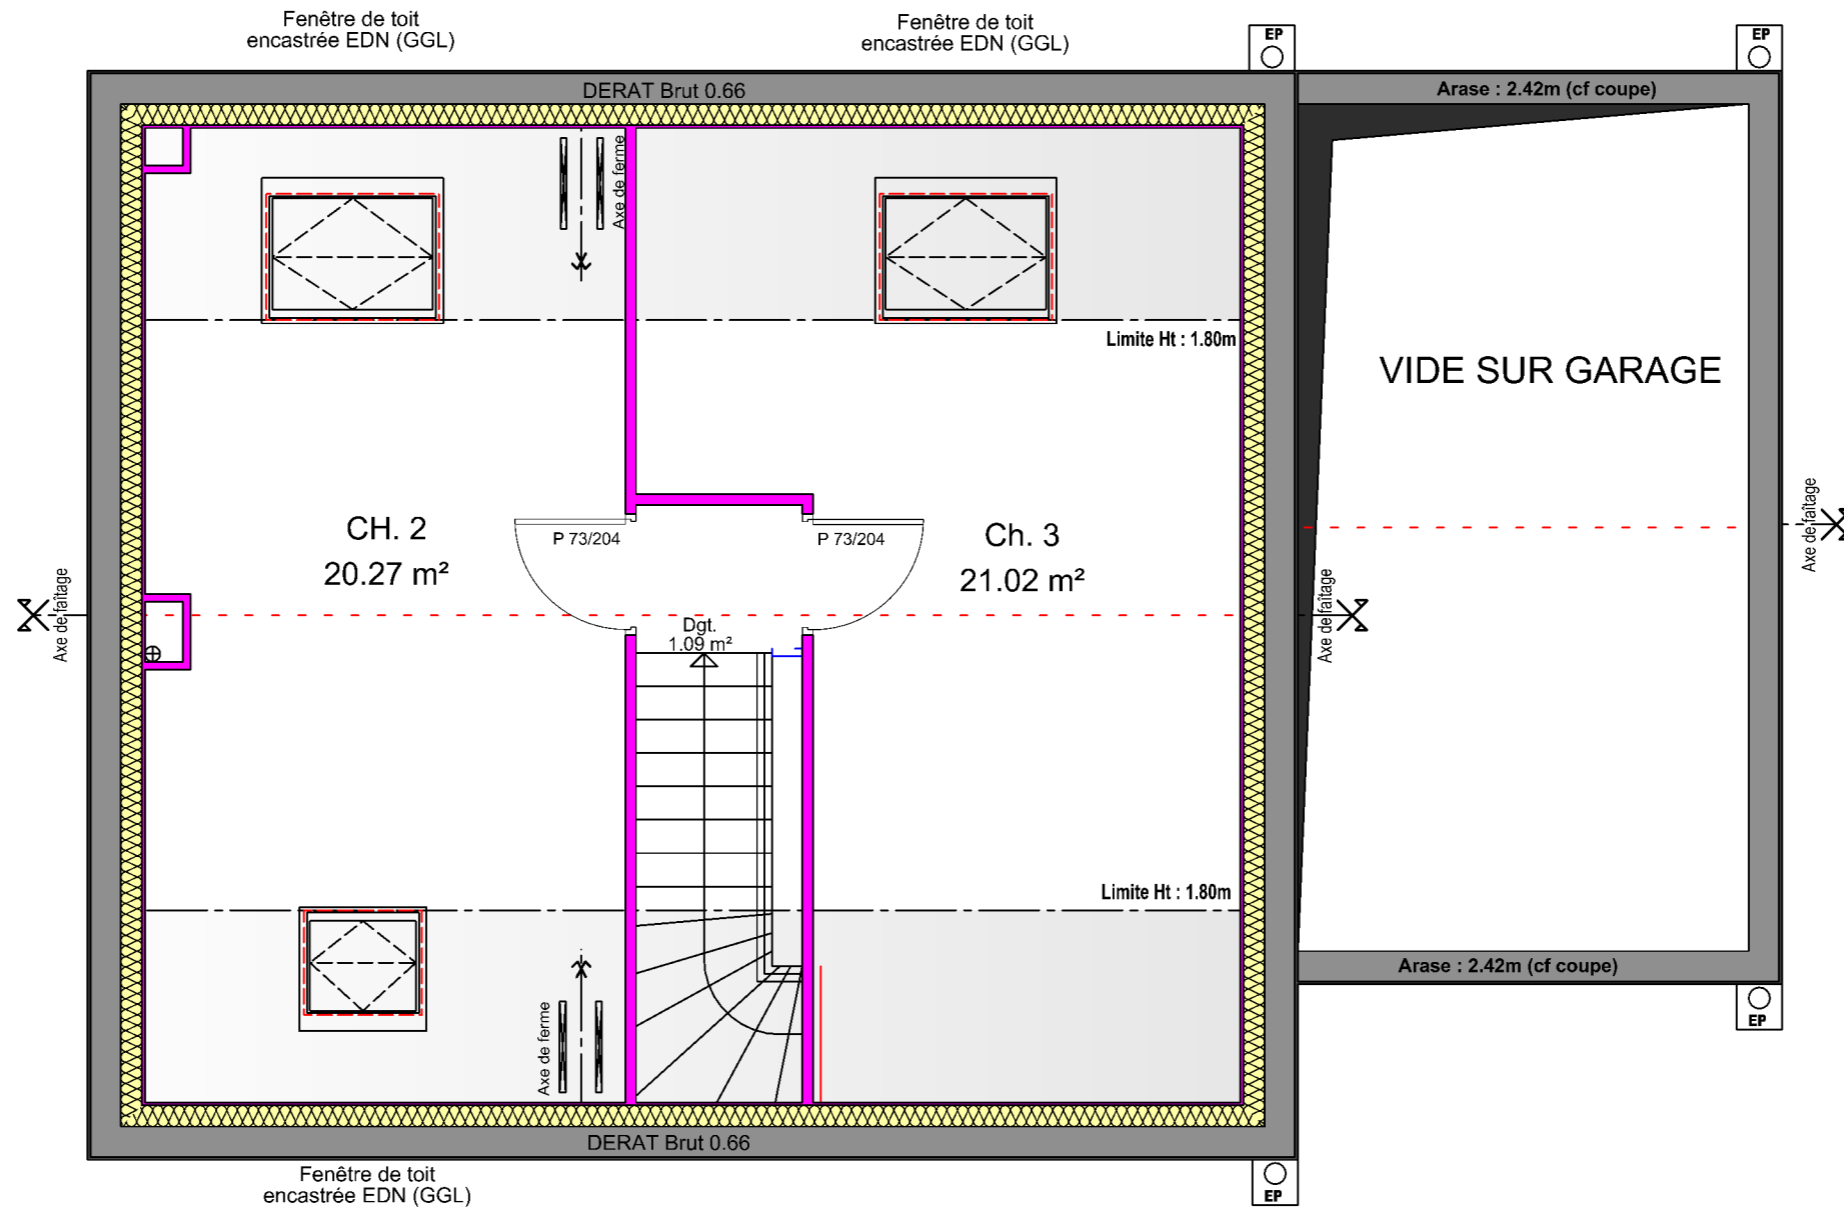 Fenêtre de toit
encastrée EDN (GGL)
Fenêtre de toit
encastrée EDN (GGL)
EP
EP
DERAT Brut 0.66
Arase : 2.42m (cf coupe)
Axe de ferme
Limite Ht : 1.80m
VIDE SUR GARAGE
CH. 2
20.27 m²
P 73/204
P 73/204
Ch. 3
21.02 m²
Axe de faîtage
Axe de faîtage
Axe de faîtage
Dgt.
1.09 m²
Limite Ht : 1.80m
Axe de ferme
Arase : 2.42m (cf coupe)
EP
DERAT Brut 0.66
Fenêtre de toit
encastrée EDN (GGL)
EP